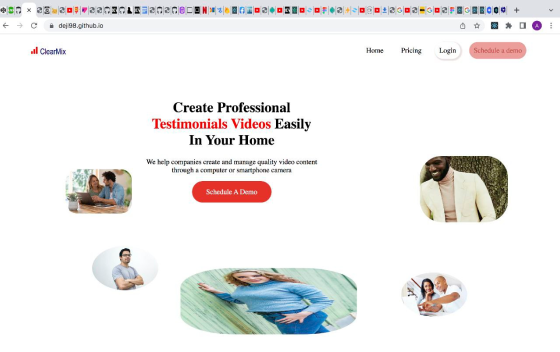 deji98.github.io
A
ClearMix
Home Pricing Login Schedule a demo
Create Professional
Testimonials Videos Easily
In Your Home
We help companies create and manage quality video content
through a computer or smartphone camera
Schedule A Demo